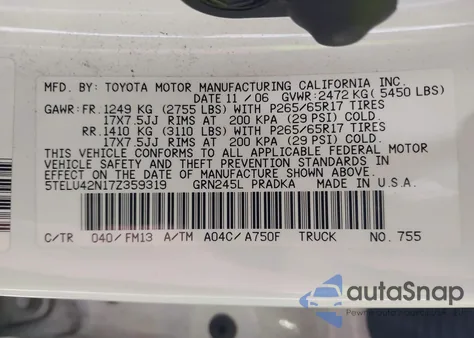 MFD. BY: TOYOTA MOTOR MANUFACTURING CALIFORNIA INC.
DATE 11 / 06 GVWR: 2472 KG ( 5450 LBS)
GAWR: FR. 1249 KG (2755 LBS) WITH P265/65R17 TIRES
17X7.5JJ RIMS AT 200 KPA (29 PSI) COLD.
RR. 1410 KG (3110 LBS) WITH P265/65R17 TIRES
17X7.5JJ RIMS AT 200 KPA (29 PSI) COLD.
THIS VEHICLE CONFORMS TO ALL APPLICABLE FEDERAL MOTOR
VEHICLE SAFETY AND THEFT PREVENTION STANDARDS IN
EFFECT ON THE DATE OF MANUFACTURE SHOWN ABOVE.
5TELU42N17Z359319 GRN245L PRADKA MADE IN U.S.A.
C/TR 040/FM13 A/TM A04C/A750F TRUCK NO. 755
autoSnap